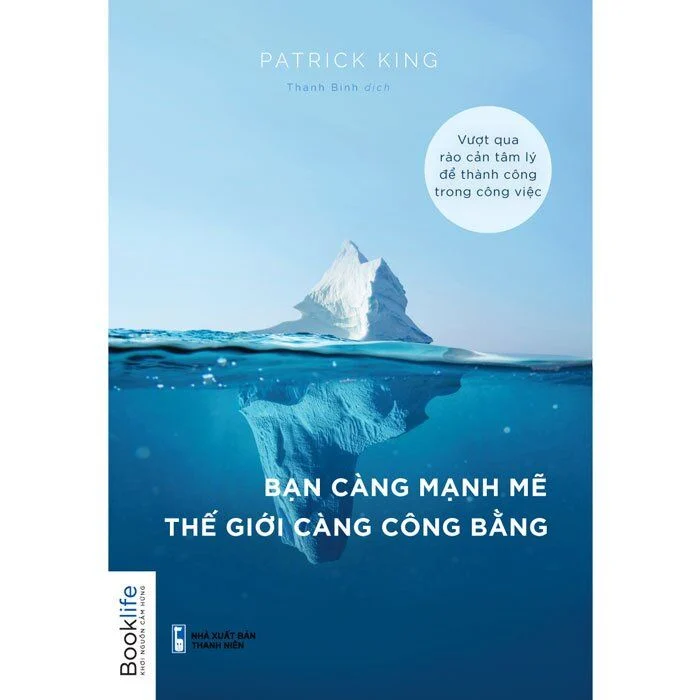 PATRICK KING
Thanh Bình dịch
Vượt qua
rào cản tâm lý
để thành công
trong công việc
BẠN CÀNG MẠNH MẼ
THẾ GIỚI CÀNG CÔNG BẰNG
Booklife
KHƠI NGUỒN CẢM HỨNG
NHÀ XUẤT BẢN
THANH NIÊN